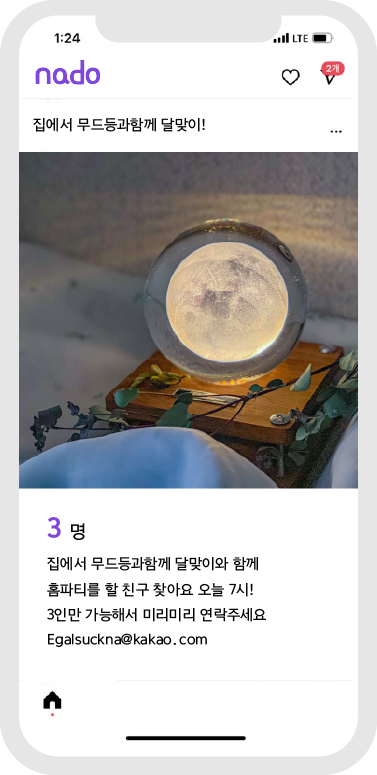 1:24
LTE
nado
2개
집에서 무드등과함께 달맞이!
...
3 명
집에서 무드등과함께 달맞이와 함께
홈파티를 할 친구 찾아요 오늘 7시!
3인만 가능해서 미리미리 연락주세요
Egalsuckna@kakao.com